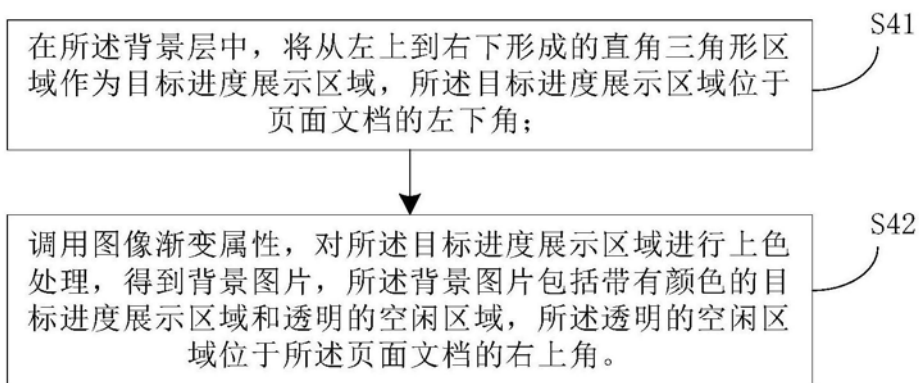 在所述背景层中，将从左上到右下形成的直角三角形区
域作为目标进度展示区域，所述目标进度展示区域位于
页面文档的左下角；
S41
调用图像渐变属性，对所述目标进度展示区域进行上色
处理，得到背景图片，所述背景图片包括带有颜色的目
标进度展示区域和透明的空闲区域，所述透明的空闲区
域位于所述页面文档的右上角。
S42